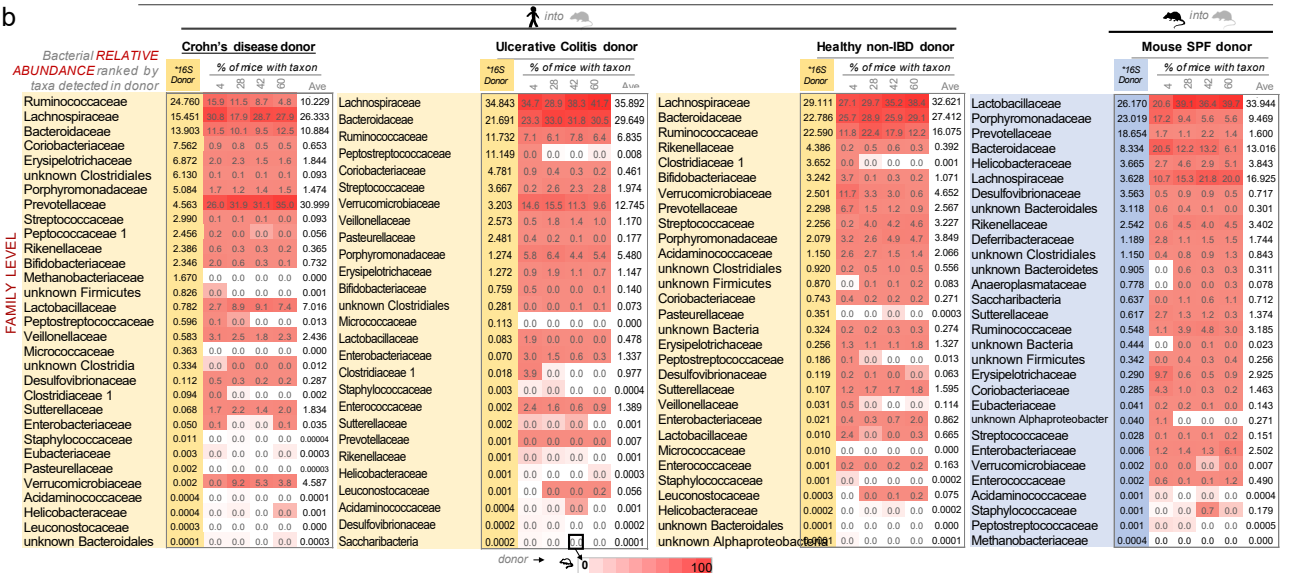 b
into
into
Bacterial RELATIVE
ABUNDANCE ranked by
taxa detected in donor
FAMILY LEVEL
Crohn's disease donor
*16S Donor % of mice with taxon
4 28 42 60 Ave
Ruminococcaceae 24.760 15.9 11.5 8.7 4.8 10.229
Lachnospiraceae 15.451 30.8 17.9 28.7 27.9 26.333
Bacteroidaceae 13.903 11.5 10.1 9.5 12.5 10.884
Coriobacteriaceae 7.562 0.9 0.8 0.5 0.5 0.653
Erysipelotrichaceae 6.872 2.0 2.3 1.5 1.6 1.844
unknown Clostridiales 6.130 0.1 0.1 0.1 0.1 0.093
Porphyromonadaceae 5.084 1.7 1.2 1.4 1.5 1.474
Prevotellaceae 4.563 26.0 31.9 31.1 35.0 30.999
Streptococcaceae 2.990 0.1 0.1 0.1 0.0 0.093
Peptococcaceae 1 2.456 0.2 0.0 0.0 0.0 0.056
Rikenellaceae 2.386 0.6 0.3 0.3 0.2 0.365
Bifidobacteriaceae 2.346 2.0 0.6 0.3 0.1 0.732
Methanobacteriaceae 1.670 0.0 0.0 0.0 0.0 0.000
unknown Firmicutes 0.826 0.0 0.0 0.0 0.0 0.001
Lactobacillaceae 0.782 2.7 8.9 9.1 7.4 7.016
Peptostreptococcaceae 0.596 0.1 0.0 0.0 0.0 0.013
Veillonellaceae 0.583 3.1 2.5 1.8 2.3 2.436
Micrococcaceae 0.363 0.0 0.0 0.0 0.0 0.000
unknown Clostridia 0.334 0.0 0.0 0.0 0.0 0.012
Desulfovibrionaceae 0.112 0.5 0.3 0.2 0.2 0.287
Clostridiaceae 1 0.094 0.0 0.0 0.0 0.0 0.002
Sutterellaceae 0.068 1.7 2.2 1.4 2.0 1.834
Enterobacteriaceae 0.050 0.1 0.0 0.0 0.1 0.035
Staphylococcaceae 0.011 0.0 0.0 0.0 0.0 0.00004
Eubacteriaceae 0.003 0.0 0.0 0.0 0.0 0.0003
Pasteurellaceae 0.002 0.0 0.0 0.0 0.0 0.00003
Verrucomicrobiaceae 0.002 0.0 9.2 5.3 3.8 4.587
Acidaminococcaceae 0.0004 0.0 0.0 0.0 0.0 0.0001
Helicobacteraceae 0.0004 0.0 0.0 0.0 0.0 0.001
Leuconostocaceae 0.0003 0.0 0.0 0.0 0.0 0.000
unknown Bacteroidales 0.0001 0.0 0.0 0.0 0.0 0.0003
Ulcerative Colitis donor
*16S Donor % of mice with taxon
4 28 42 60 Ave
Lachnospiraceae 34.843 34.7 28.9 38.3 41.7 35.892
Bacteroidaceae 21.691 23.3 33.0 31.8 30.5 29.649
Ruminococcaceae 11.732 7.1 6.1 7.8 6.4 6.835
Peptostreptococcaceae 11.149 0.0 0.0 0.0 0.008
Coriobacteriaceae 4.781 0.9 0.4 0.3 0.2 0.461
Streptococcaceae 3.667 0.2 2.6 2.3 2.8 1.974
Verrucomicrobiaceae 3.203 14.6 15.5 11.3 9.6 12.745
Veillonellaceae 2.573 0.5 1.8 1.4 1.0 1.170
Pasteurellaceae 2.481 0.4 0.2 0.1 0.0 0.177
Porphyromonadaceae 1.274 5.8 6.4 4.4 5.4 5.480
Erysipelotrichaceae 1.272 0.9 1.9 1.1 0.7 1.147
Bifidobacteriaceae 0.759 0.5 0.0 0.1 0.0 0.140
unknown Clostridiales 0.281 0.0 0.1 0.1 0.1 0.073
Micrococcaceae 0.113 0.0 0.0 0.0 0.0 0.000
Lactobacillaceae 0.083 1.9 0.0 0.0 0.0 0.478
Enterobacteriaceae 0.070 3.0 1.5 0.6 0.3 1.337
Clostridiaceae 1 0.018 3.9 0.0 0.0 0.977
Staphylococcaceae 0.003 0.0 0.0 0.0 0.0 0.0004
Enterococcaceae 0.002 2.4 1.6 0.6 0.9 1.389
Sutterellaceae 0.002 0.0 0.0 0.0 0.0 0.001
Prevotellaceae 0.001 0.0 0.0 0.0 0.0 0.007
Rikenellaceae 0.001 0.0 0.0 0.0 0.0 0.001
Helicobacteraceae 0.001 0.0 0.0 0.0 0.0 0.0003
Leuconostocaceae 0.001 0.0 0.0 0.2 0.056
Acidaminococcaceae 0.0004 0.0 0.0 0.0 0.0 0.001
Desulfovibrionaceae 0.0002 0.0 0.0 0.0 0.0 0.0002
Saccharibacteria 0.0002 0.0 0.0 0.0 0.0 0.0001
Healthy non-IBD donor
*16S Donor % of mice with taxon
4 28 42 60 Ave
Lachnospiraceae 29.111 27.1 29.7 35.2 38.4 32.621
Bacteroidaceae 22.786 25.7 28.9 25.9 29.1 27.412
Ruminococcaceae 22.590 11.8 22.4 17.9 12.2 16.075
Rikenellaceae 4.386 0.2 0.5 0.6 0.3 0.392
Clostridiaceae 1 3.652 0.0 0.0 0.0 0.0 0.001
Bifidobacteriaceae 3.242 3.7 0.1 0.3 0.2 1.071
Verrucomicrobiaceae 2.501 11.7 3.3 3.0 0.6 4.652
Prevotellaceae 2.298 6.7 1.5 1.2 0.9 2.567
Streptococcaceae 2.256 0.2 4.0 4.2 4.6 3.227
Porphyromonadaceae 2.079 3.2 2.6 4.9 4.7 3.849
Acidaminococcaceae 1.150 2.6 2.7 1.5 1.4 2.066
unknown Clostridiales 0.920 0.2 0.5 1.0 0.5 0.556
unknown Firmicutes 0.870 0.0 0.1 0.1 0.2 0.083
Coriobacteriaceae 0.743 0.4 0.2 0.2 0.1 0.271
Pasteurellaceae 0.351 0.0 0.0 0.0 0.0 0.0003
unknown Bacteria 0.324 0.2 0.2 0.3 0.3 0.274
Erysipelotrichaceae 0.256 1.3 1.1 1.1 1.8 1.327
Peptostreptococcaceae 0.186 0.1 0.0 0.0 0.0 0.013
Desulfovibrionaceae 0.119 0.2 0.1 0.0 0.0 0.063
Sutterellaceae 0.107 1.2 1.7 1.7 1.8 1.595
Veillonellaceae 0.031 0.5 0.0 0.0 0.0 0.114
Enterobacteriaceae 0.021 0.4 0.3 0.7 2.0 0.862
Lactobacillaceae 0.010 2.4 0.0 0.0 0.3 0.665
Micrococcaceae 0.010 0.0 0.0 0.0 0.0 0.000
Enterococcaceae 0.001 0.2 0.0 0.2 0.2 0.163
Staphylococcaceae 0.001 0.0 0.0 0.0 0.0 0.0002
Leuconostocaceae 0.0003 0.0 0.0 0.1 0.2 0.075
Helicobacteraceae 0.0002 0.0 0.0 0.0 0.0 0.001
unknown Bacteroidales 0.0001 0.0 0.0 0.0 0.0 0.000
unknown Alphaproteobacteria 0.0001 0.0 0.0 0.0 0.0 0.0001
Mouse SPF donor
*16S Donor % of mice with taxon
4 28 42 60 Ave
Lactobacillaceae 26.170 20.6 39.1 36.4 39.7 33.944
Porphyromonadaceae 23.019 17.2 9.4 5.6 5.6 9.469
Prevotellaceae 18.654 1.7 1.1 2.2 1.4 1.600
Bacteroidaceae 8.334 20.5 12.2 13.2 6.1 13.016
Helicobacteraceae 3.665 2.7 4.6 2.9 5.1 3.843
Lachnospiraceae 3.628 10.7 15.3 21.8 20.0 16.925
Desulfovibrionaceae 3.563 0.5 0.9 0.9 0.5 0.717
unknown Bacteroidales 3.118 0.6 0.4 0.1 0.0 0.301
Rikenellaceae 2.542 0.6 4.5 4.0 4.5 3.402
Deferribacteraceae 1.189 2.8 1.1 1.5 1.5 1.744
unknown Clostridiales 1.150 0.4 0.8 0.9 1.3 0.843
unknown Bacteroidetes 0.905 0.0 0.6 0.3 0.3 0.311
Anaeroplasmataceae 0.778 0.0 0.0 0.0 0.3 0.078
Saccharibacteria 0.637 0.0 1.1 0.6 1.1 0.712
Sutterellaceae 0.617 2.7 1.3 1.2 0.3 1.374
Ruminococcaceae 0.548 1.1 3.9 4.8 3.0 3.185
unknown Bacteria 0.444 0.0 0.0 0.1 0.0 0.023
unknown Firmicutes 0.342 0.0 0.4 0.3 0.4 0.256
Erysipelotrichaceae 0.290 9.7 0.6 0.5 0.9 2.925
Coriobacteriaceae 0.285 4.3 1.0 0.3 0.2 1.463
Eubacteriaceae 0.041 0.2 0.2 0.1 0.0 0.143
unknown Alphaproteobacter 0.040 1.1 0.0 0.0 0.0 0.271
Streptococcaceae 0.028 0.1 0.1 0.1 0.2 0.151
Enterobacteriaceae 0.006 1.2 1.4 1.3 6.1 2.502
Verrucomicrobiaceae 0.002 0.0 0.0 0.0 0.0 0.007
Enterococcaceae 0.002 0.6 0.1 0.1 1.2 0.490
Acidaminococcaceae 0.001 0.0 0.0 0.0 0.0 0.0004
Staphylococcaceae 0.001 0.0 0.0 0.7 0.0 0.179
Peptostreptococcaceae 0.001 0.0 0.0 0.0 0.0 0.0005
Methanobacteriaceae 0.0004 0.0 0.0 0.0 0.0 0.000
donor → 0 100